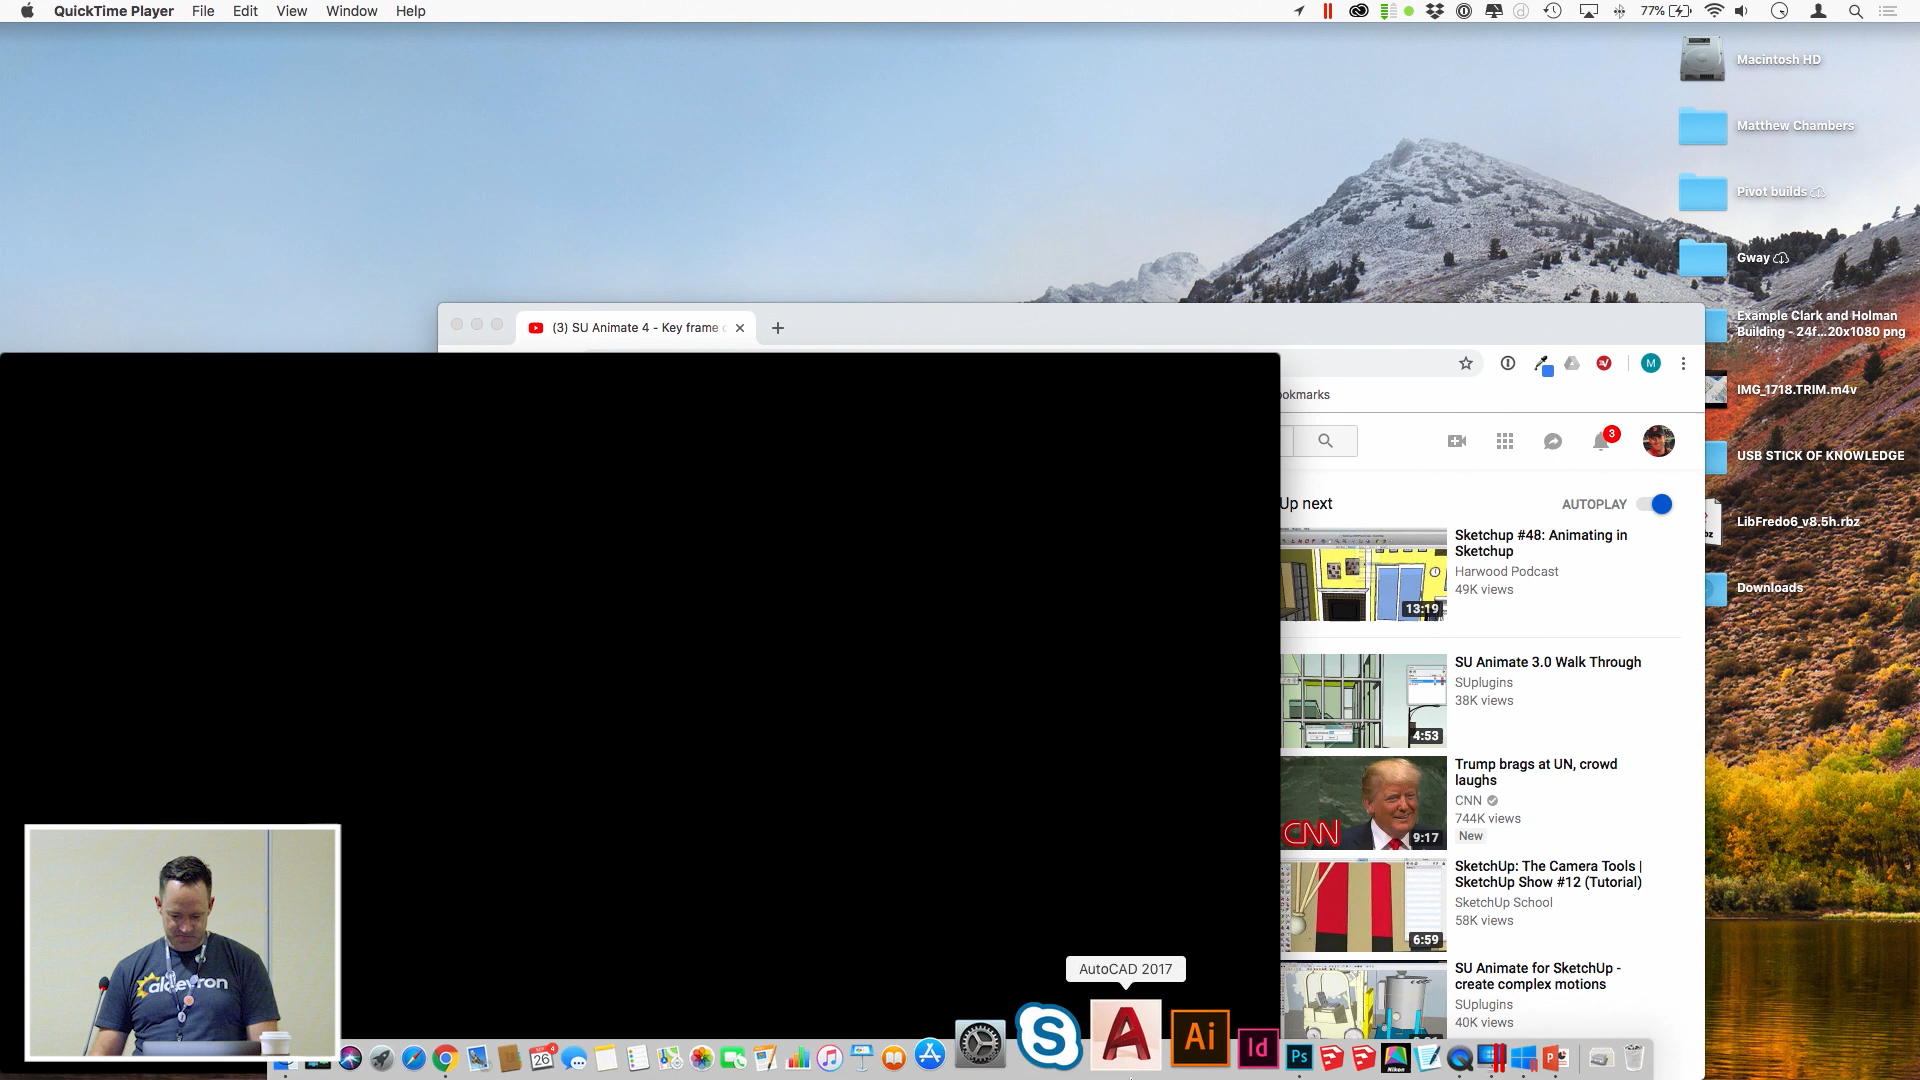 QuickTime Player File Edit View Window Help
77%
Macintosh HD
Matthew Chambers
Pivot builds
Gway
Example Clark and Holman
Building - 24f...20x1080 png
IMG_1718.TRIM.m4v
USB STICK OF KNOWLEDGE
LibFredo6_v8.5h.rbz
Downloads
(3) SU Animate 4 - Key frame
M
okmarks
3
Up next
AUTOPLAY
Sketchup #48: Animating in
Sketchup
Harwood Podcast
49K views
13:19
SU Animate 3.0 Walk Through
SUplugins
38K views
4:53
Trump brags at UN, crowd
laughs
CNN
744K views
New
CNN
9:17
SketchUp: The Camera Tools |
SketchUp Show #12 (Tutorial)
SketchUp School
58K views
6:59
SU Animate for SketchUp -
create complex motions
SUplugins
40K views
AutoCAD 2017
26
4
S
A
Ai
Id
Ps
Nikon
P